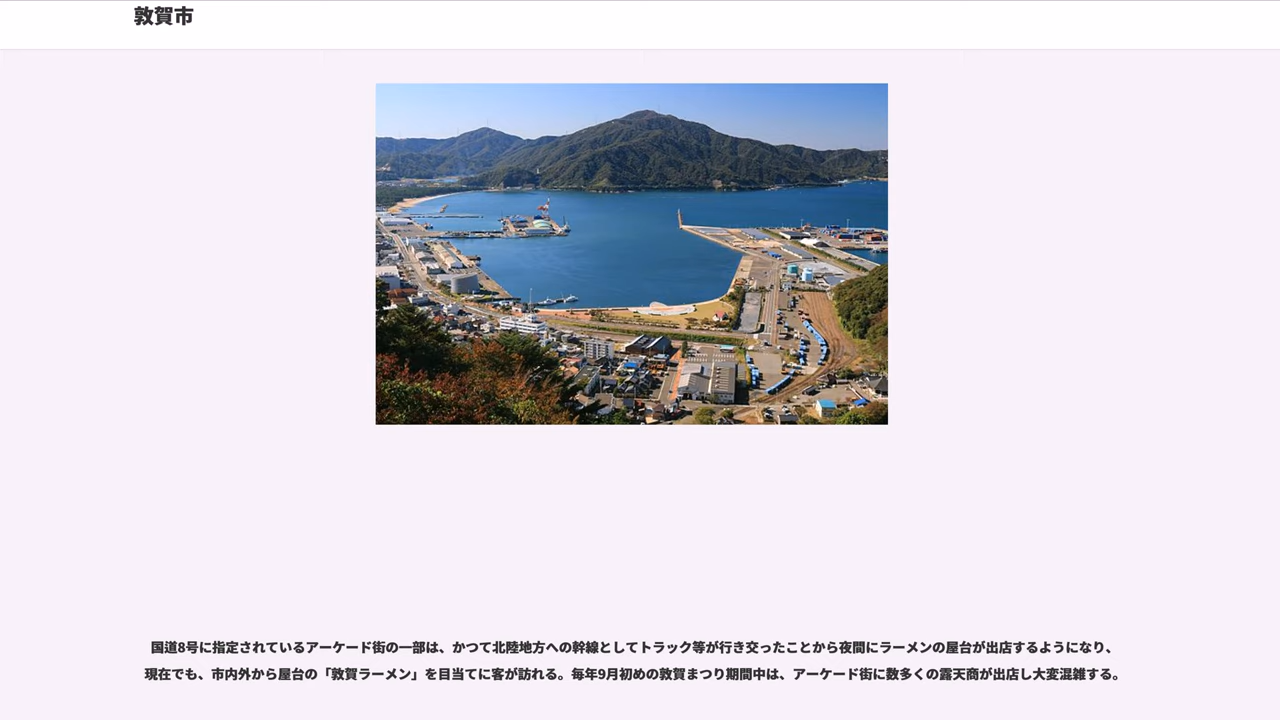 敦賀市
国道8号に指定されているアーケード街の一部は、かつて北陸地方への幹線としてトラック等が行き交ったことから夜間にラーメンの屋台が出店するようになり、
現在でも、市内外から屋台の「敦賀ラーメン」を目当てに客が訪れる。毎年9月初めの敦賀まつり期間中は、アーケード街に数多くの露天商が出店し大変混雑する。